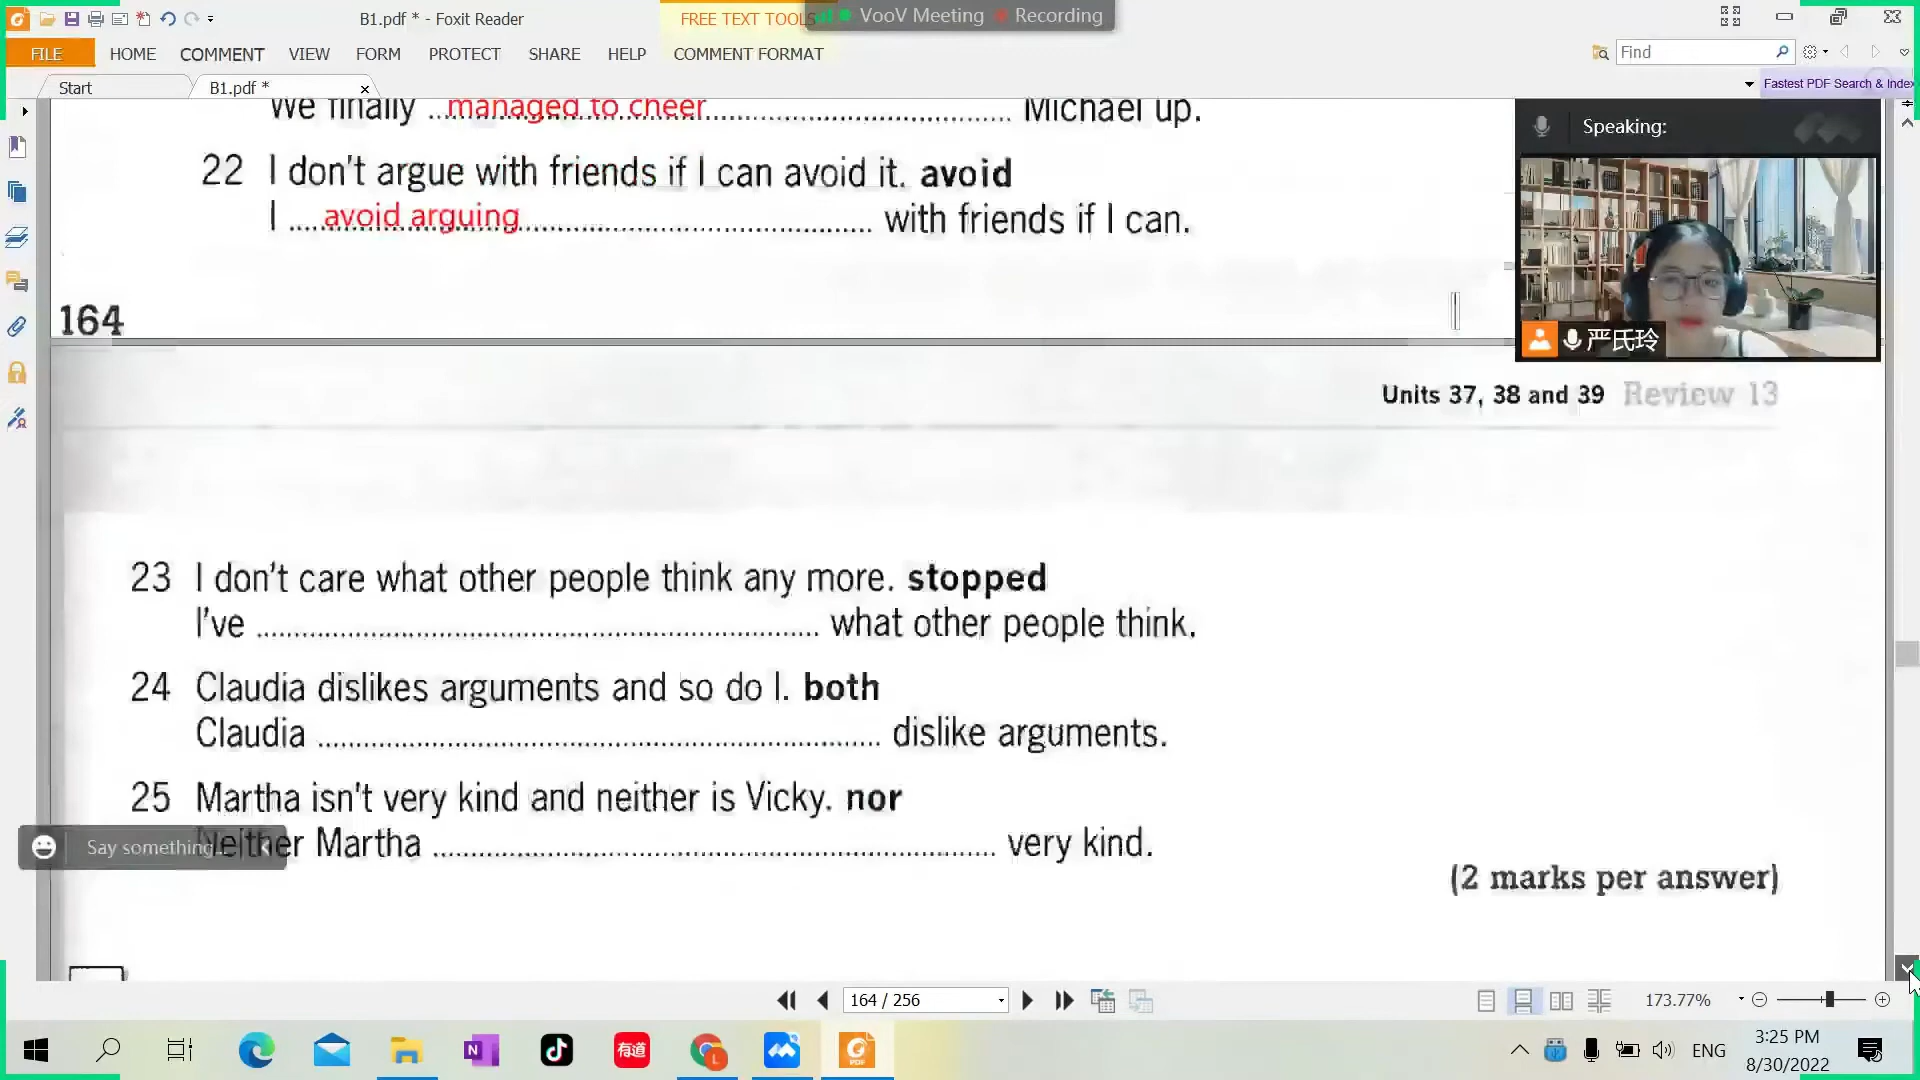 B1.pdf * - Foxit Reader
FREE TEXT TOOLS
VooV Meeting
Recording
FILE
HOME
COMMENT
VIEW
FORM
PROTECT
SHARE
HELP
COMMENT FORMAT
Find
Start
B1.pdf *
Fastest PDF Search & Index
We finally managed to cheer Michael up.
Speaking:
22 I don't argue with friends if I can avoid it. avoid
I avoid arguing with friends if I can.
严氏玲
164
Units 37, 38 and 39 Review 13
23 I don't care what other people think any more. stopped
I've what other people think.
24 Claudia dislikes arguments and so do I. both
Claudia dislike arguments.
25 Martha isn't very kind and neither is Vicky. nor
Say something...
Neither Martha very kind.
(2 marks per answer)
164 / 256
173.77%
有道
PDF
ENG
3:25 PM
8/30/2022